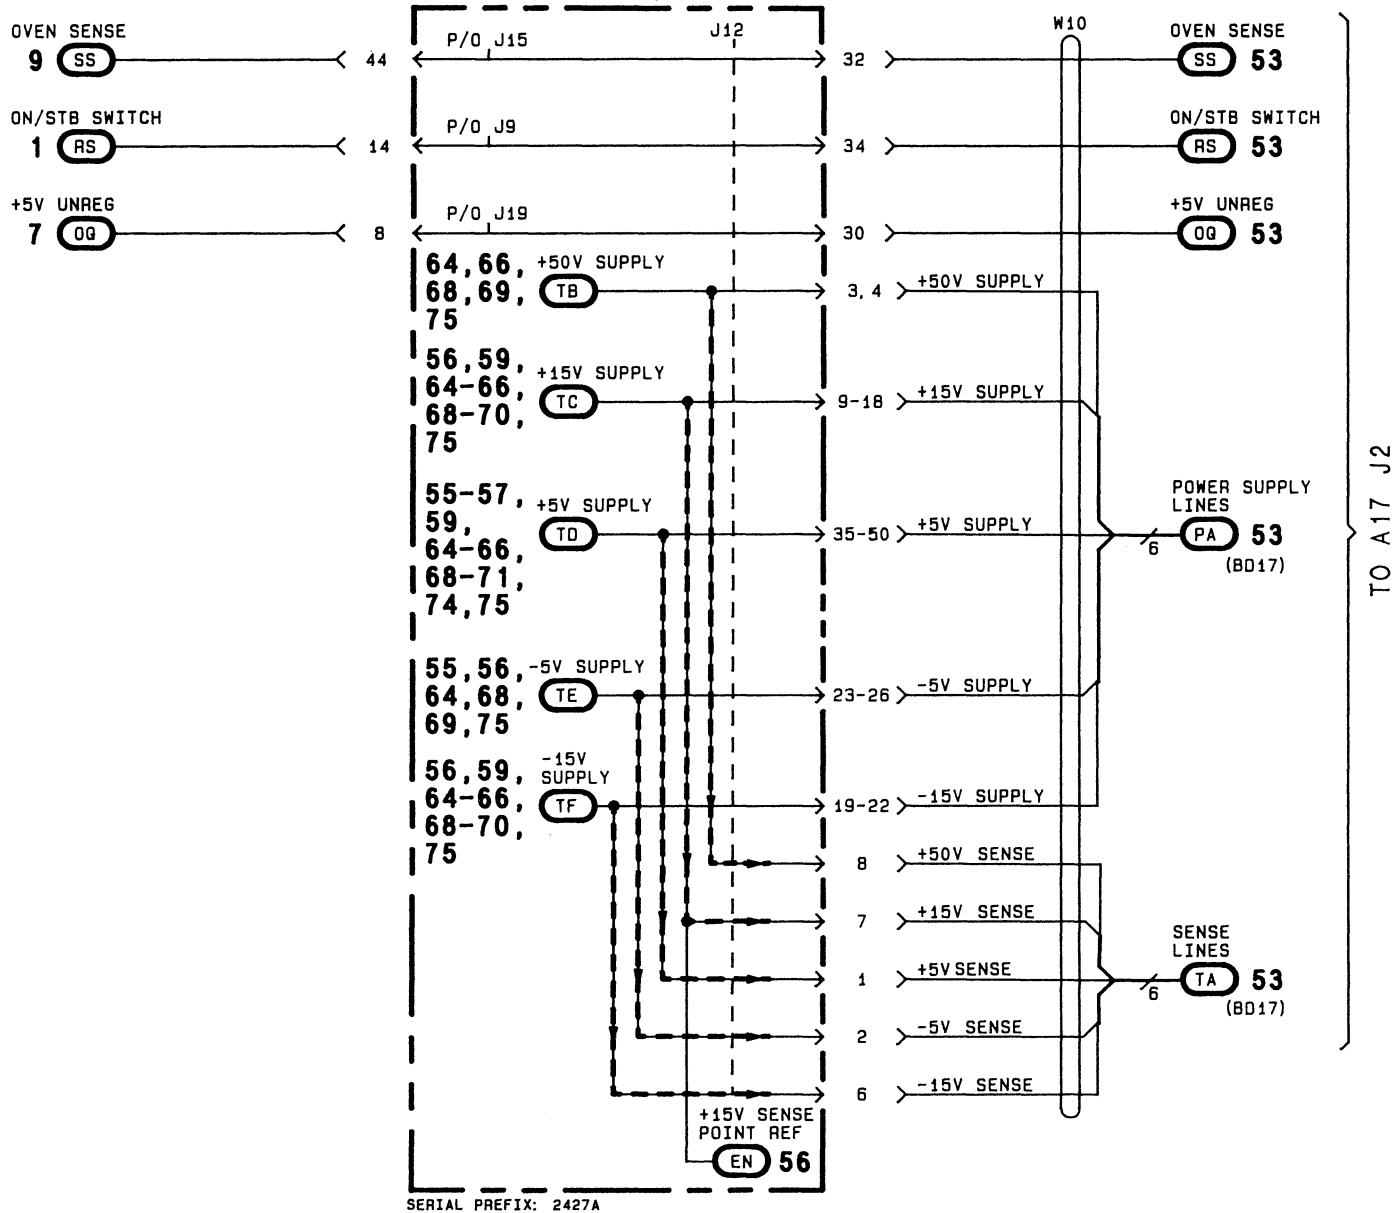 OVEN SENSE
9 SS
44
P/O J15
J12
32
W10
OVEN SENSE
SS 53
ON/STB SWITCH
1 RS
14
P/O J9
34
ON/STB SWITCH
RS 53
+5V UNREG
7 OQ
8
P/O J19
30
+5V UNREG
OQ 53
64,66,
68,69,
75
+50V SUPPLY
TB
3,4
+50V SUPPLY
56,59,
64-66,
68-70,
75
+15V SUPPLY
TC
9-18
+15V SUPPLY
55-57,
59,
64-66,
68-71,
74,75
+5V SUPPLY
TD
35-50
+5V SUPPLY
POWER SUPPLY
LINES
6
PA 53
(BD17)
TO A17 J2
55,56,
64,68,
69,75
-5V SUPPLY
TE
23-26
-5V SUPPLY
56,59,
64-66,
68-70,
75
-15V
SUPPLY
TF
19-22
-15V SUPPLY
8
+50V SENSE
7
+15V SENSE
1
+5V SENSE
SENSE
LINES
6
TA 53
(BD17)
2
-5V SENSE
6
-15V SENSE
+15V SENSE
POINT REF
EN 56
SERIAL PREFIX: 2427A